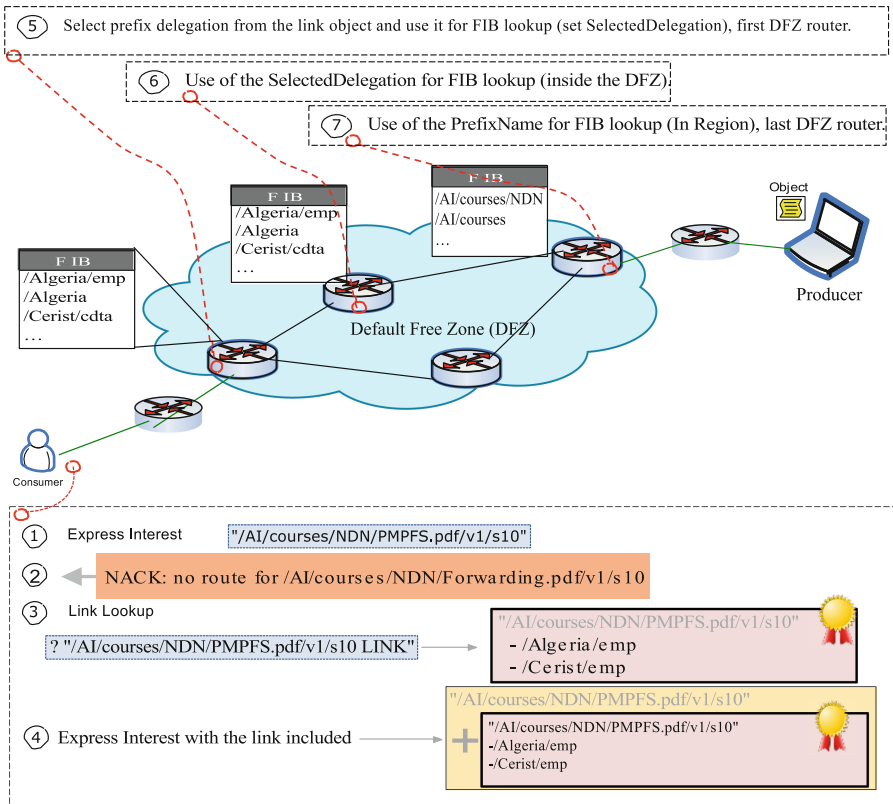 5 Select prefix delegation from the link object and use it for FIB lookup (set SelectedDelegation), first DFZ router.
6 Use of the SelectedDelegation for FIB lookup (inside the DFZ).
7 Use of the PrefixName for FIB lookup (In Region), last DFZ router.
FIB
/AI/courses/NDN
/AI/courses
...
FIB
/Algeria/emp
/Algeria
/Cerist/cdta
...
FIB
/Algeria/emp
/Algeria
/Cerist/cdta
...
Object
Producer
Default Free Zone (DFZ)
Consumer
1 Express Interest "/AI/courses/NDN/PMPFS.pdf/v1/s10"
2 NACK: no route for /AI/courses/NDN/Forwarding.pdf/v1/s10
3 Link Lookup
? "/AI/courses/NDN/PMPFS.pdf/v1/s10 LINK"
"/AI/courses/NDN/PMPFS.pdf/v1/s10"
- /Algeria/emp
- /Cerist/emp
4 Express Interest with the link included
"/AI/courses/NDN/PMPFS.pdf/v1/s10"
+
"/AI/courses/NDN/PMPFS.pdf/v1/s10"
-/Algeria/emp
-/Cerist/emp